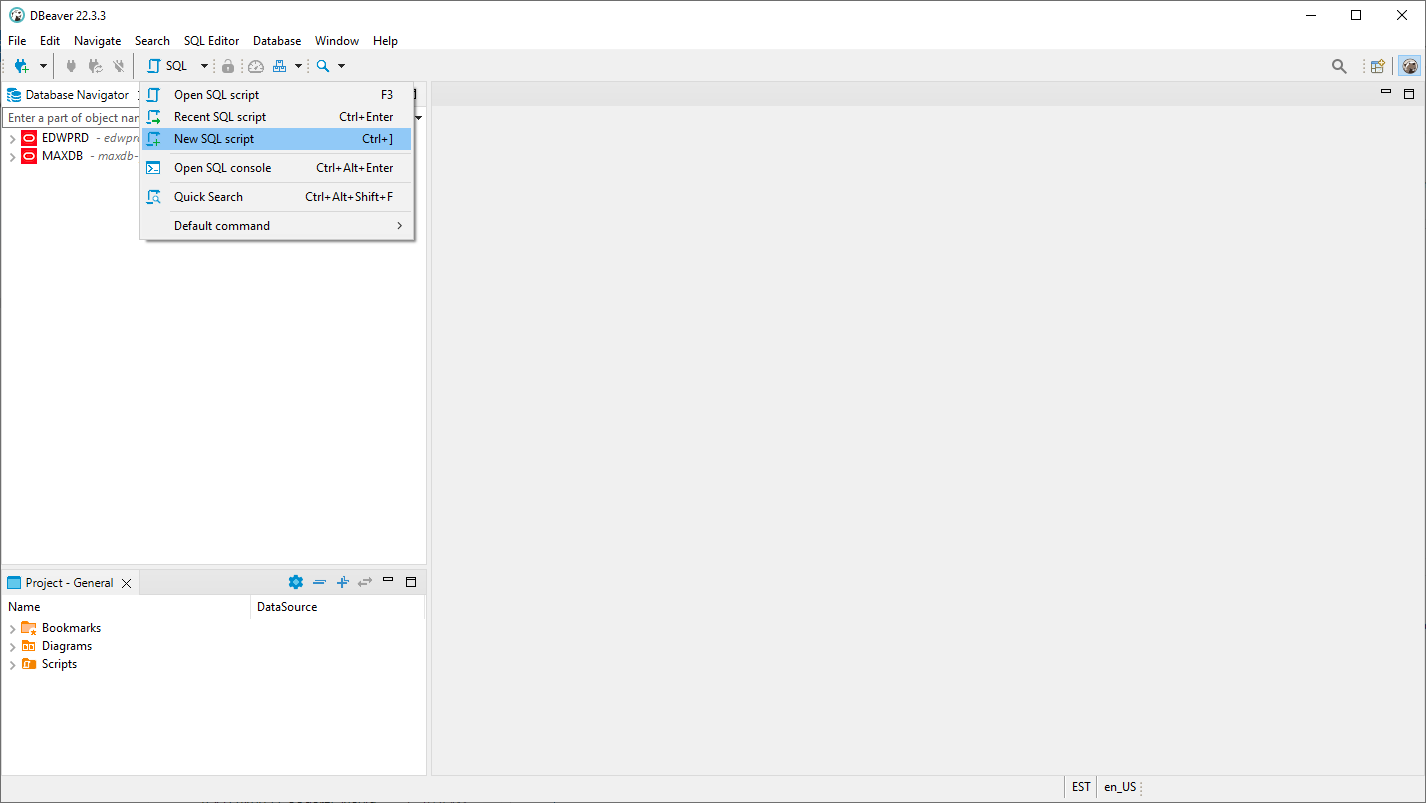 DBeaver 22.3.3
File Edit Navigate Search SQL Editor Database Window Help
SQL
Database Navigator
Enter a part of object nar
EDWPRD - edwpr
MAXDB - maxdb-
Open SQL script F3
Recent SQL script Ctrl+Enter
New SQL script Ctrl+]
Open SQL console Ctrl+Alt+Enter
Quick Search Ctrl+Alt+Shift+F
Default command
Project - General
Name DataSource
Bookmarks
Diagrams
Scripts
EST en_US